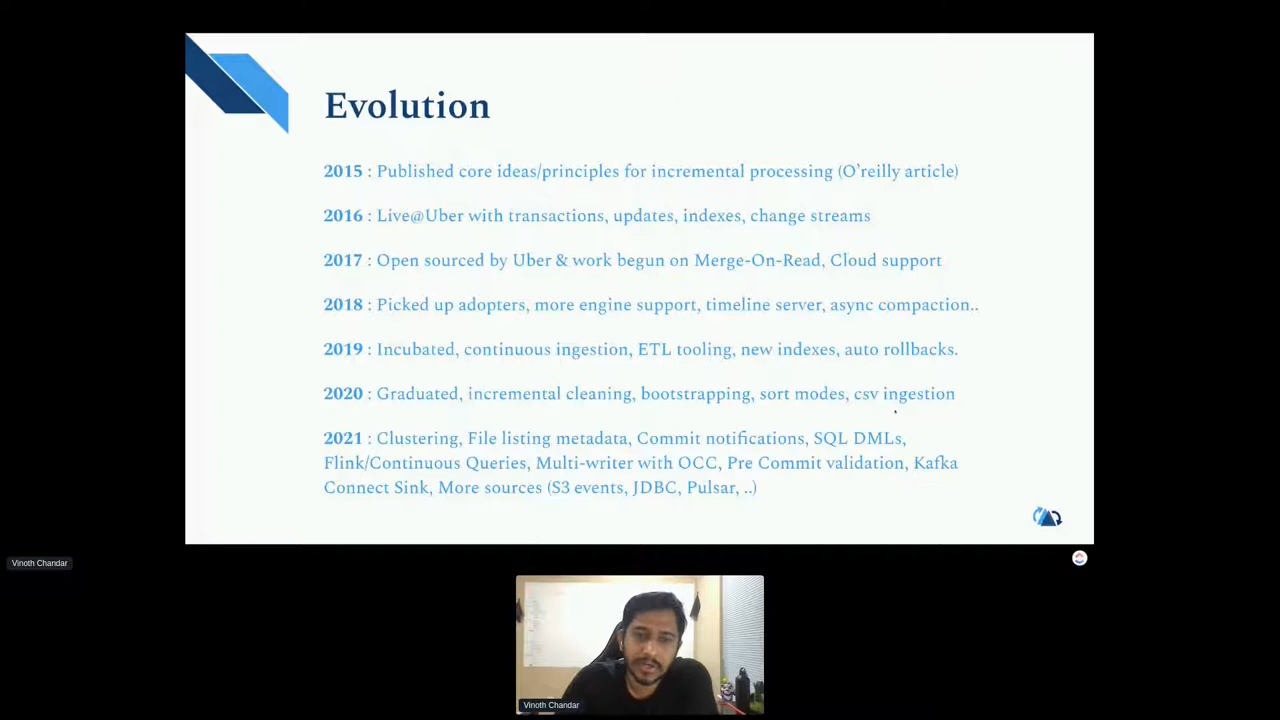 Evolution
2015 : Published core ideas/principles for incremental processing (O'reilly article)
2016 : Live@Uber with transactions, updates, indexes, change streams
2017 : Open sourced by Uber & work begun on Merge-On-Read, Cloud support
2018 : Picked up adopters, more engine support, timeline server, async compaction..
2019 : Incubated, continuous ingestion, ETL tooling, new indexes, auto rollbacks.
2020 : Graduated, incremental cleaning, bootstrapping, sort modes, csv ingestion
2021 : Clustering, File listing metadata, Commit notifications, SQL DMLs,
Flink/Continuous Queries, Multi-writer with OCC, Pre Commit validation, Kafka
Connect Sink, More sources (S3 events, JDBC, Pulsar, ..)
Vinoth Chandar
Vinoth Chandar